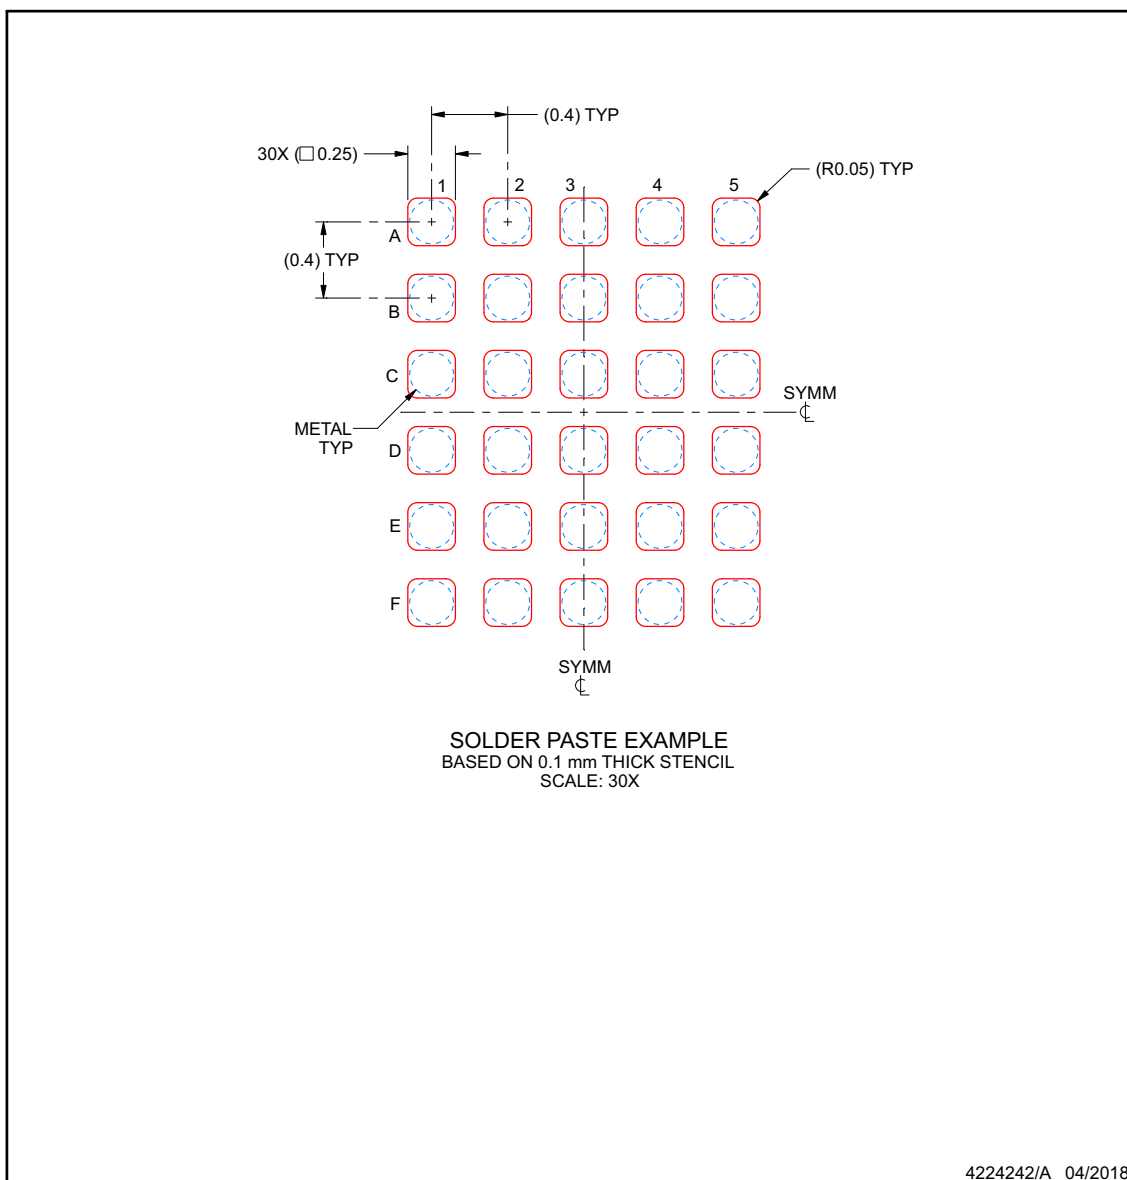 (0.4) TYP
30X (□ 0.25)
(R0.05) TYP
1 2 3 4 5
A
(0.4) TYP
B
C
SYMM
℄
METAL
TYP
D
E
F
SYMM
℄
SOLDER PASTE EXAMPLE
BASED ON 0.1 mm THICK STENCIL
SCALE: 30X
4224242/A 04/2018